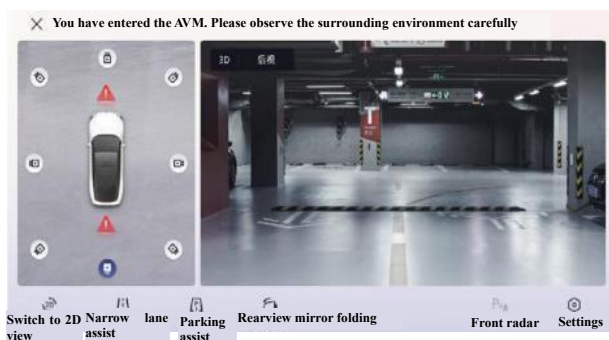 You have entered the AVM. Please observe the surrounding environment carefully
3D 后视
Switch to 2D view
Narrow lane assist
Parking assist
Rearview mirror folding
Front radar
Settings